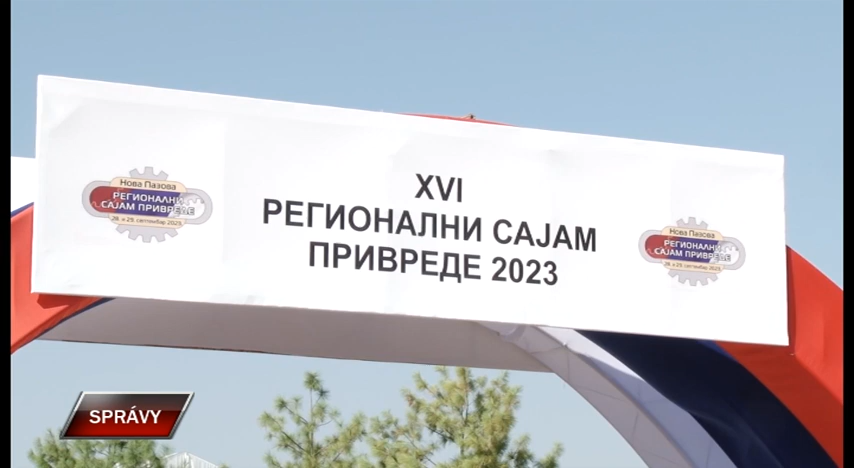 XVI
РЕГИОНАЛНИ САЈАМ
ПРИВРЕДЕ 2023
Нова Пазова
РЕГИОНАЛНИ
САЈАМ ПРИВРЕДЕ
Нова Пазова
РЕГИОНАЛНИ
САЈАМ ПРИВРЕДЕ
SPRÁVY